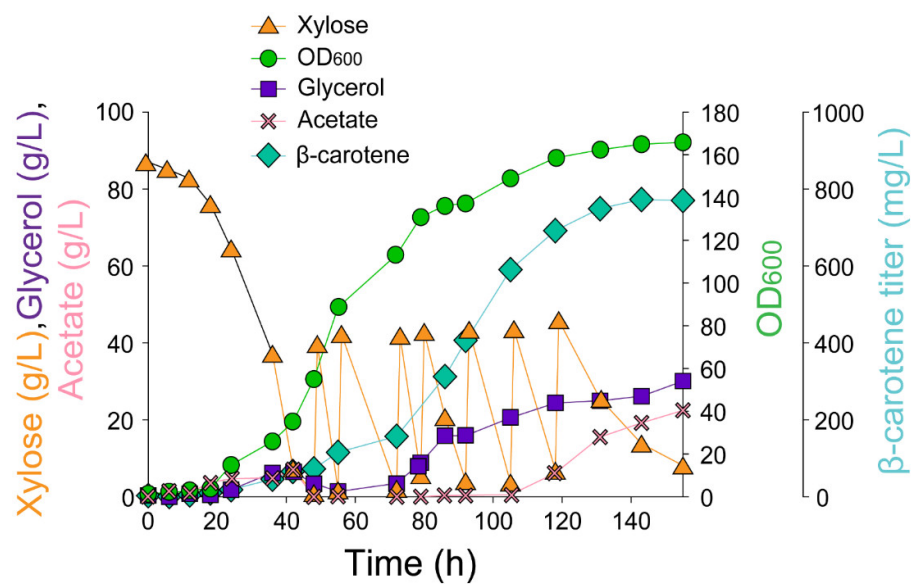 Xylose
OD600
Glycerol
Acetate
β-carotene
Xylose (g/L), Glycerol (g/L),
Acetate (g/L)
100
80
60
40
20
0
180
160
140
120
100
80
60
40
20
0
OD600
1000
800
600
400
200
0
β-carotene titer (mg/L)
0 20 40 60 80 100 120 140
Time (h)